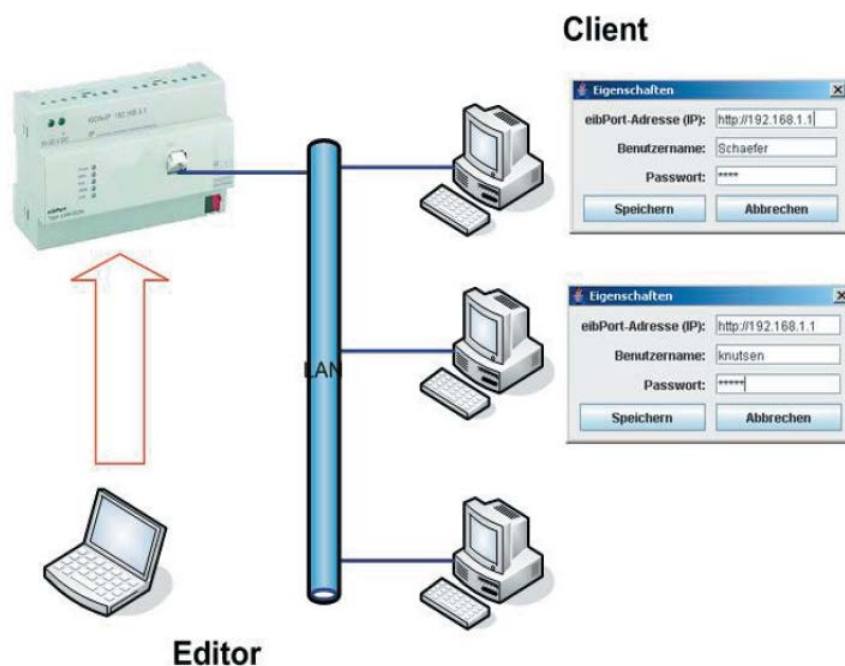 Client
Eigenschaften
eibPort-Adresse (IP): http://192.168.1.1
Benutzername: Schaefer
Passwort: ****
Speichern Abbrechen
Eigenschaften
eibPort-Adresse (IP): http://192.168.1.1
Benutzername: knutsen
Passwort: *****
Speichern Abbrechen
LAN
Editor